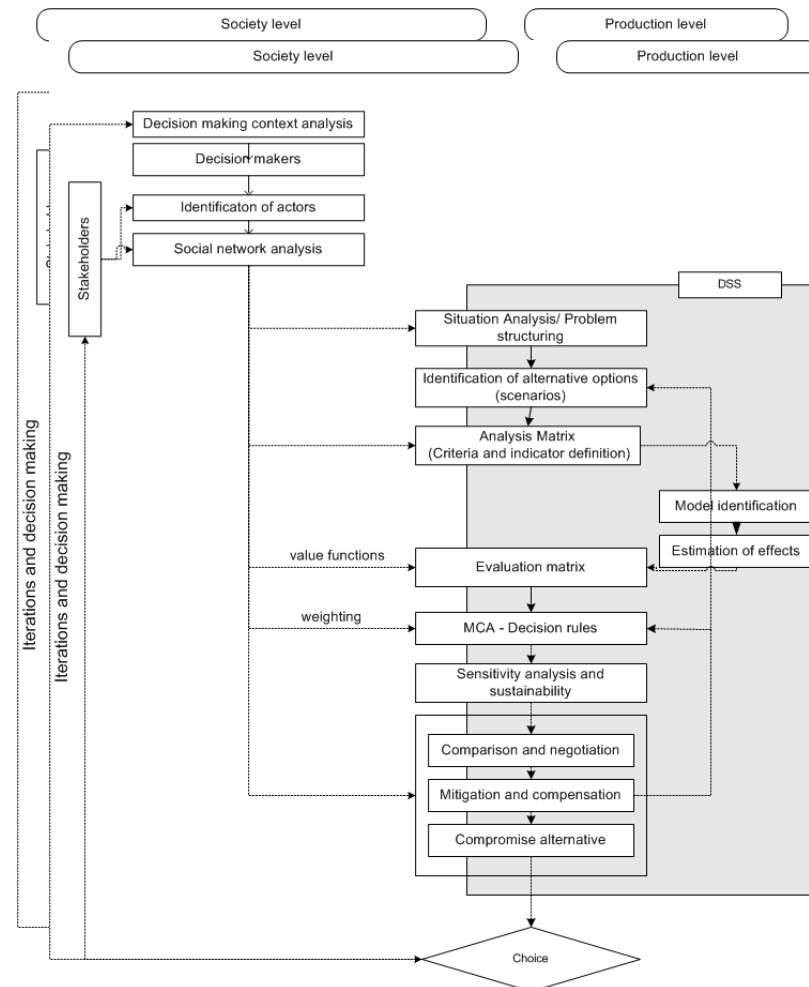 Society level
Production level
Society level
Production level
Decision making context analysis
Decision makers
Identificaton of actors
Social network analysis
Stakeholders
Iterations and decision making
Iterations and decision making
DSS
Situation Analysis/ Problem
structuring
Identification of alternative options
(scenarios)
Analysis Matrix
(Criteria and indicator definition)
Model identification
Estimation of effects
value functions
Evaluation matrix
weighting
MCA - Decision rules
Sensitivity analysis and
sustainability
Comparison and negotiation
Mitigation and compensation
Compromise alternative
Choice